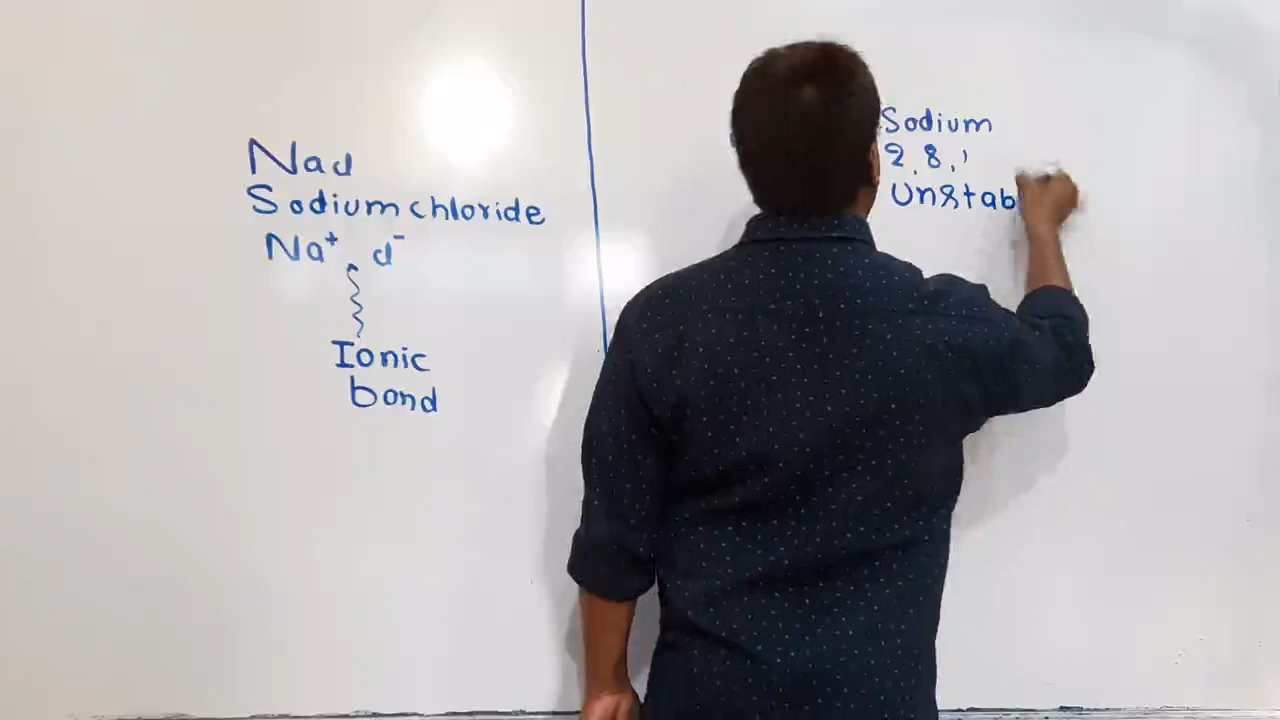 NaCl
Sodium chloride
Na⁺ Cl⁻
Ionic
bond
Sodium
2, 8, 1
Unstab